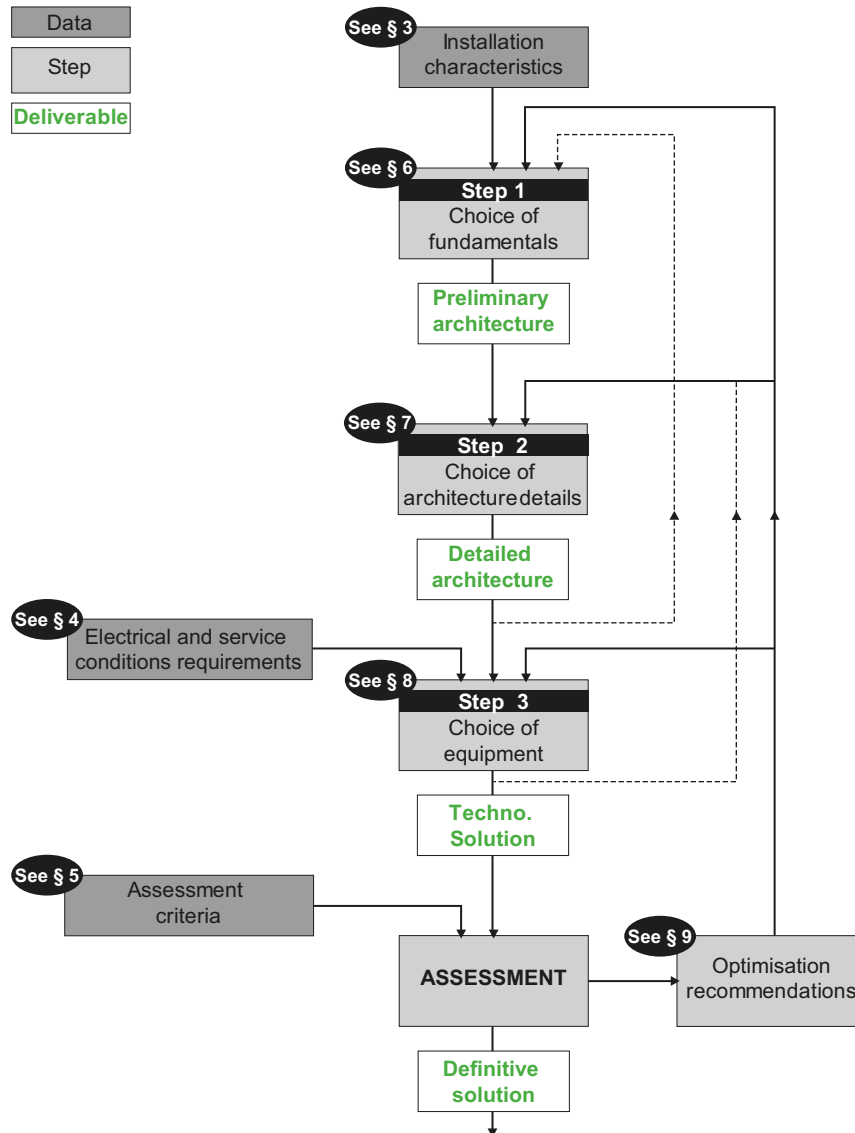 Data
Step
Deliverable
See § 3
Installation
characteristics
See § 6
Step 1
Choice of
fundamentals
Preliminary
architecture
See § 7
Step 2
Choice of
architecture details
Detailed
architecture
See § 4
Electrical and service
conditions requirements
See § 8
Step 3
Choice of
equipment
Techno.
Solution
See § 5
Assessment
criteria
ASSESSMENT
See § 9
Optimisation
recommendations
Definitive
solution